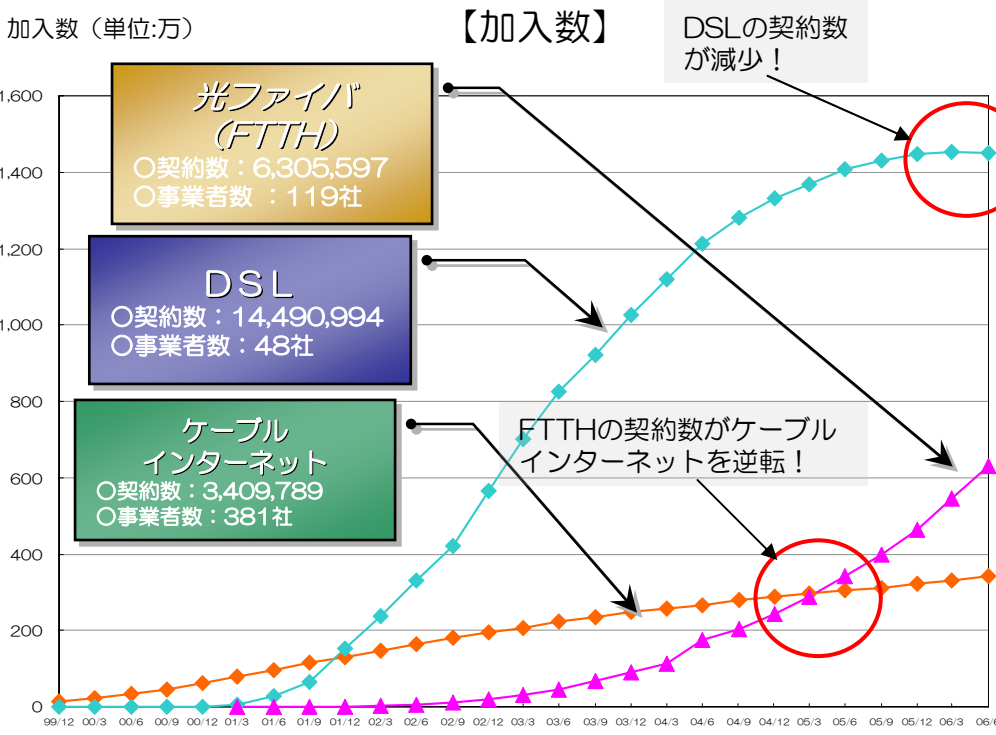 加入数（単位:万）
【加入数】
DSLの契約数
が減少！
光ファイバ
（FTTH）
○契約数：6,305,597
○事業者数 ：119社
DSL
○契約数：14,490,994
○事業者数：48社
ケーブル
インターネット
○契約数：3,409,789
○事業者数：381社
FTTHの契約数がケーブル
インターネットを逆転！
1,600
1,400
1,200
1,000
800
600
400
200
0
99/12 00/3 00/6 00/9 00/12 01/3 01/6 01/9 01/12 02/3 02/6 02/9 02/12 03/3 03/6 03/9 03/12 04/3 04/6 04/9 04/12 05/3 05/6 05/9 05/12 06/3 06/6